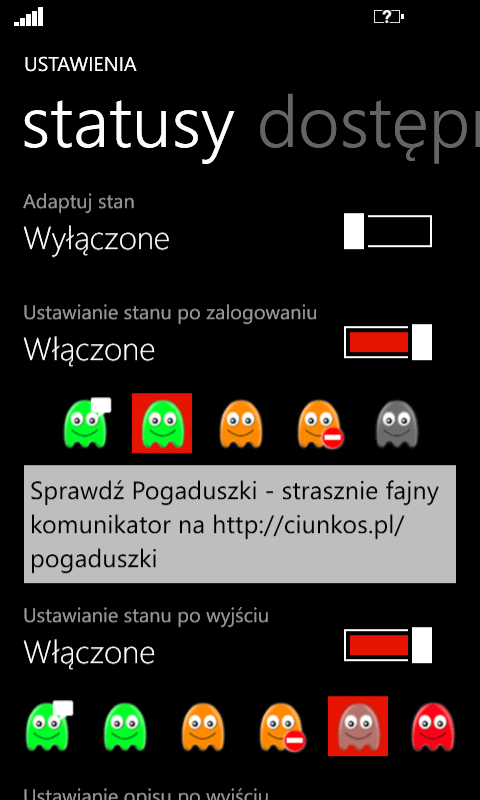 USTAWIENIA
statusy dostępn
Adaptuj stan
Wyłączone
Ustawianie stanu po zalogowaniu
Włączone
Sprawdź Pogaduszki - strasznie fajny
komunikator na http://ciunkos.pl/
pogaduszki
Ustawianie stanu po wyjściu
Włączone
Ustawianie opisu po wyjściu